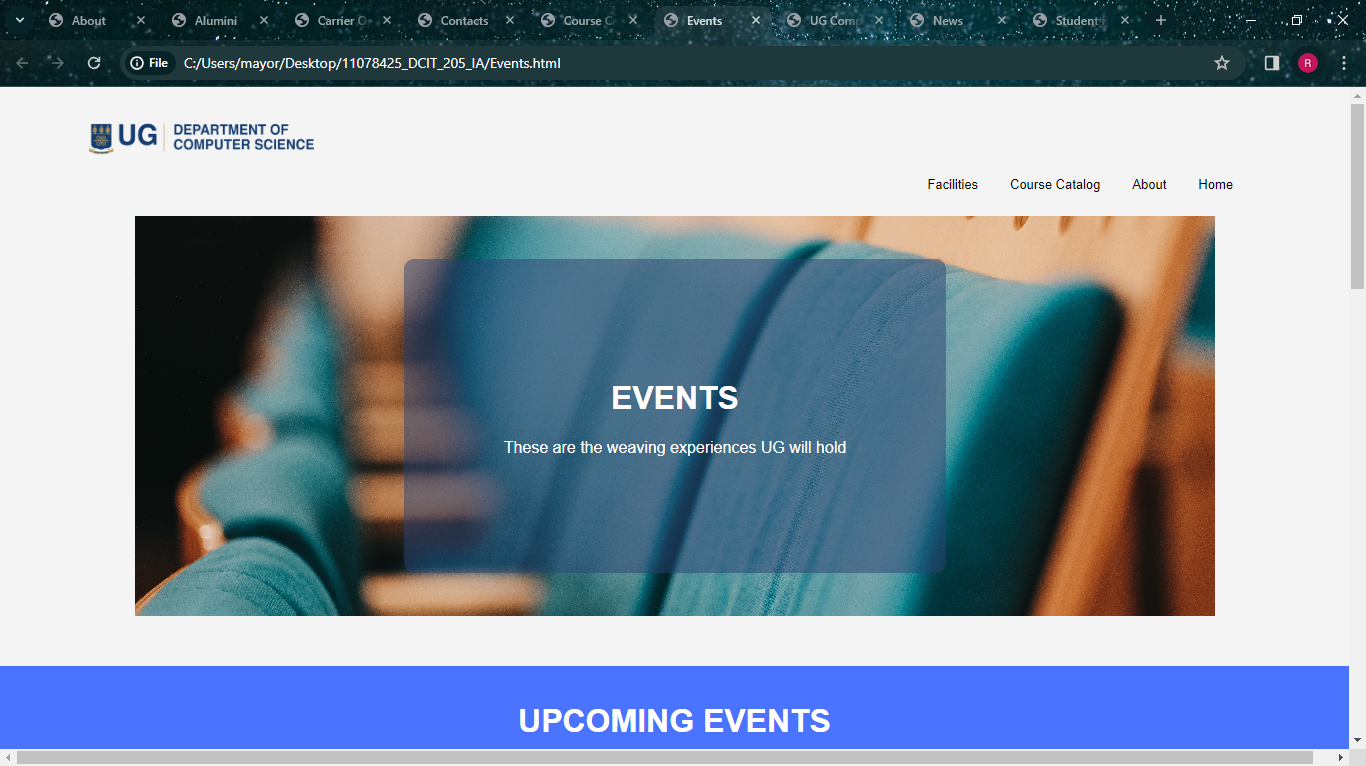 About
Alumini
Carrier O
Contacts
Course C
Events
UG Com
News
Student
File
C:/Users/mayor/Desktop/11078425_DCIT_205_IA/Events.html
R
UG
DEPARTMENT OF
COMPUTER SCIENCE
Facilities
Course Catalog
About
Home
EVENTS
These are the weaving experiences UG will hold
UPCOMING EVENTS